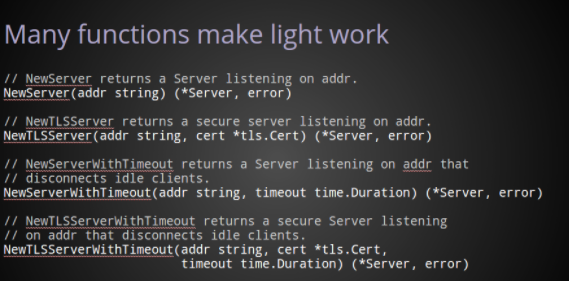 Many functions make light work
// NewServer returns a Server listening on addr.
NewServer(addr string) (*Server, error)
// NewTLSServer returns a secure server listening on addr.
NewTLSServer(addr string, cert *tls.Cert) (*Server, error)
// NewServerWithTimeout returns a Server listening on addr that
// disconnects idle clients.
NewServerWithTimeout(addr string, timeout time.Duration) (*Server, error)
// NewTLSServerWithTimeout returns a secure Server listening
// on addr that disconnects idle clients.
NewTLSServerWithTimeout(addr string, cert *tls.Cert,
timeout time.Duration) (*Server, error)